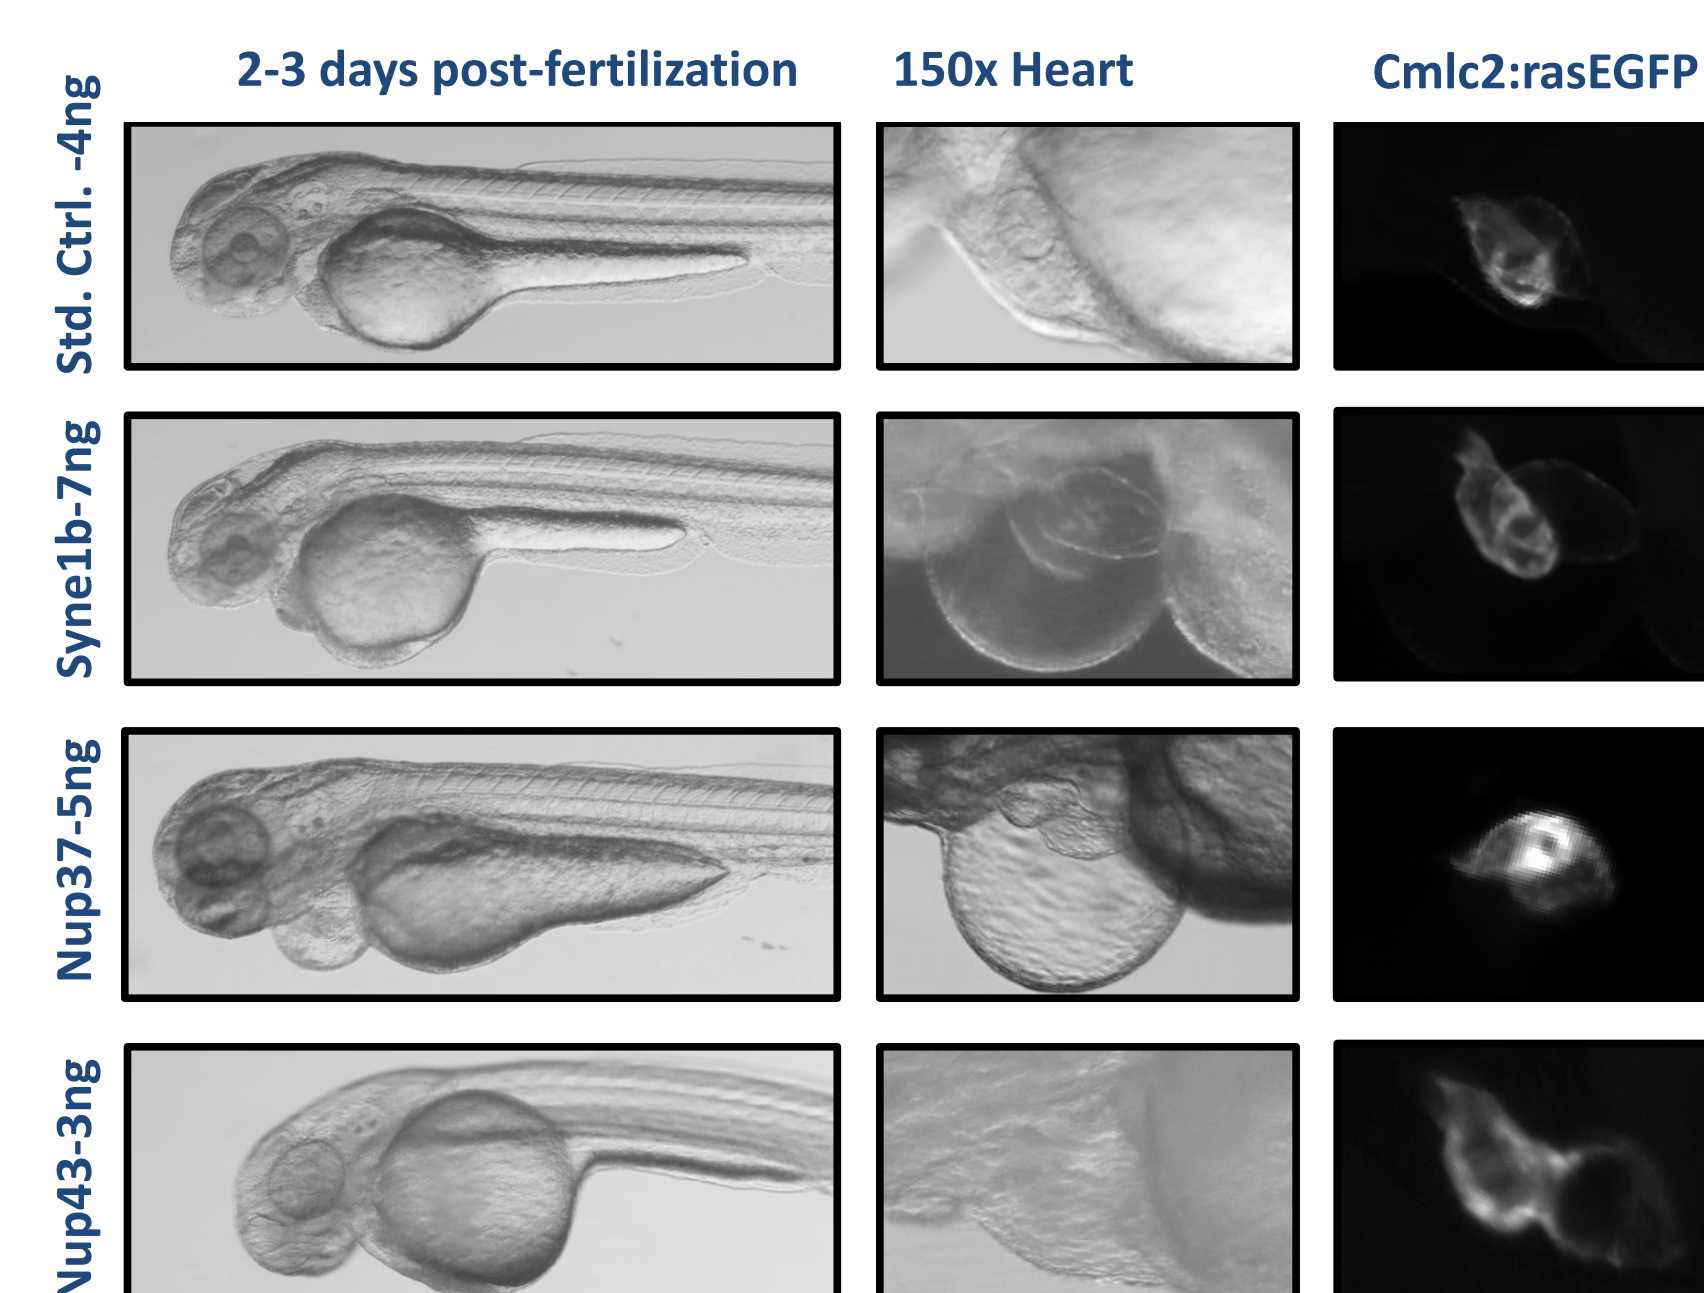 2-3 days post-fertilization
150x Heart
Cmlc2:rasEGFP
Std. Ctrl. -4ng
Syne1b-7ng
Nup37-5ng
Nup43-3ng